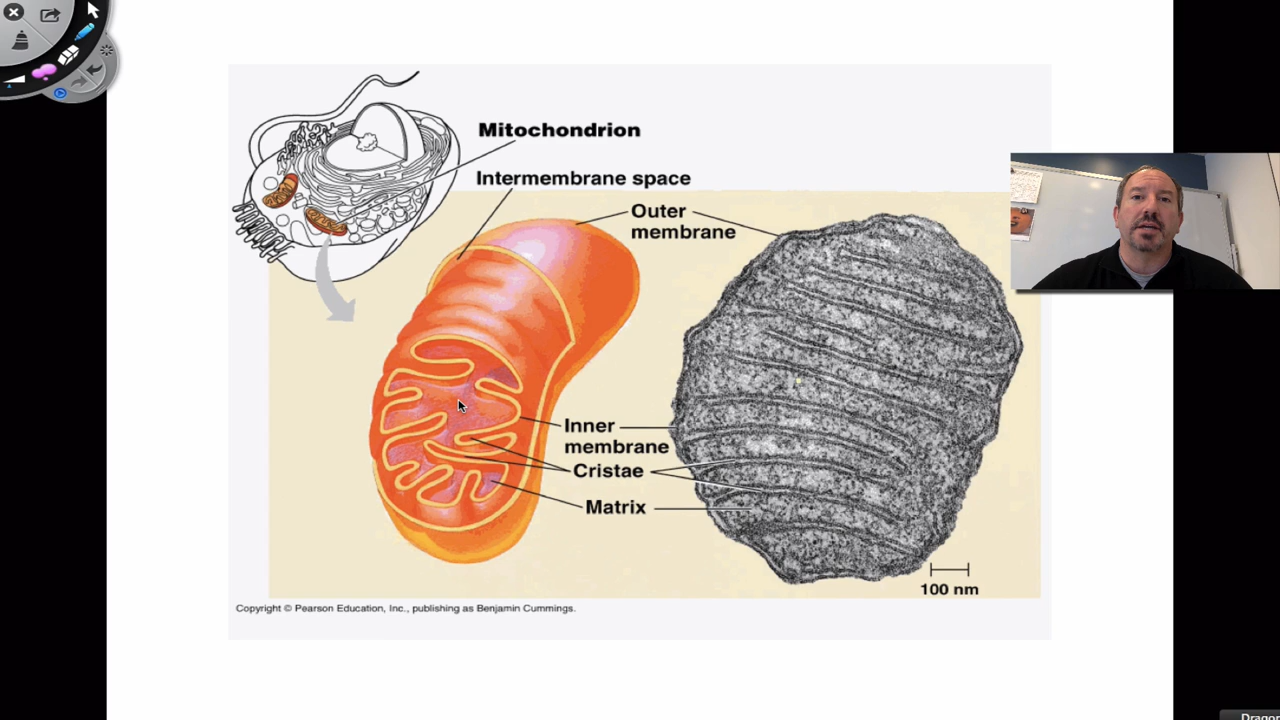 Mitochondrion
Intermembrane space
Outer
membrane
Inner
membrane
Cristae
Matrix
100 nm
Copyright © Pearson Education, Inc., publishing as Benjamin Cummings.